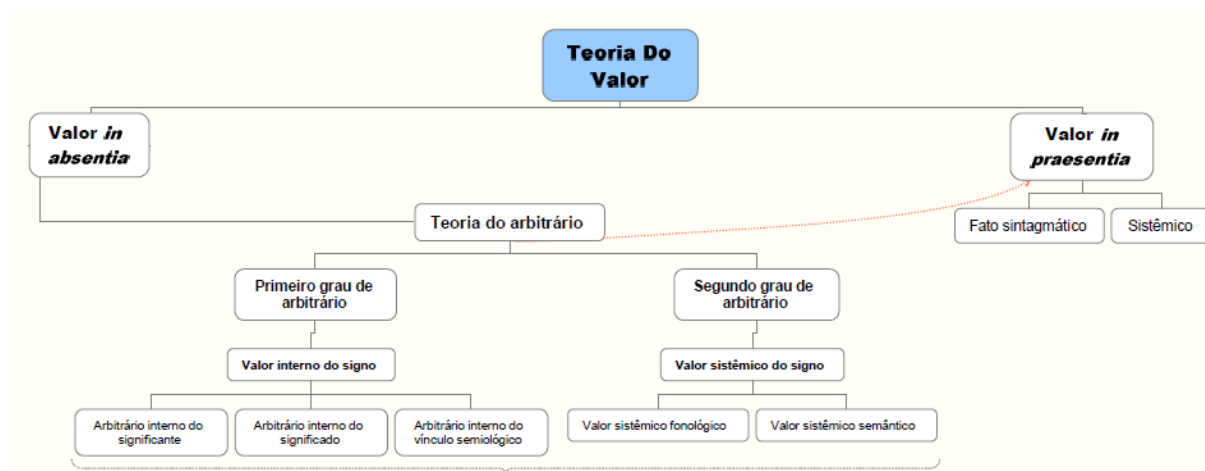 Teoria Do
Valor
Valor in
absentia
Valor in
praesentia
Teoria do arbitrário
Fato sintagmático
Sistêmico
Primeiro grau de
arbitrário
Segundo grau de
arbitrário
Valor interno do signo
Valor sistêmico do signo
Arbitrário interno do
significante
Arbitrário interno do
significado
Arbitrário interno do
vínculo semiológico
Valor sistêmico fonológico
Valor sistêmico semântico